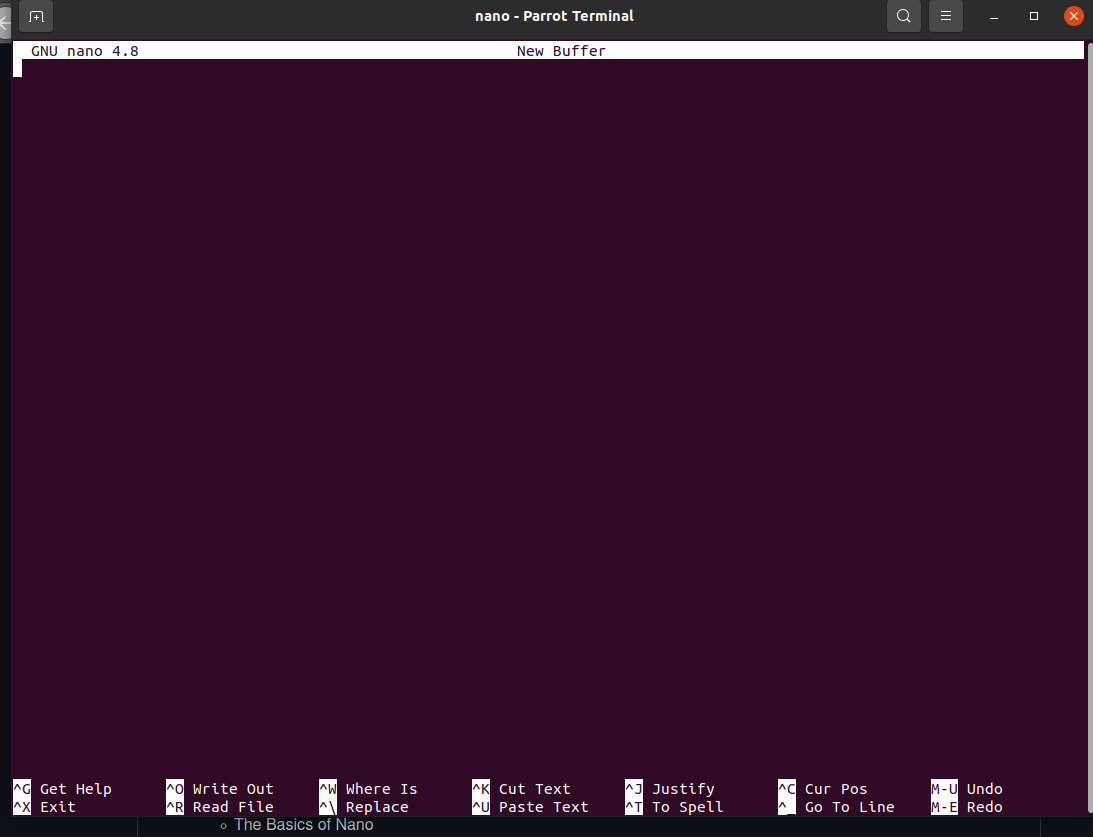 nano - Parrot Terminal
GNU nano 4.8 New Buffer
^G Get Help ^O Write Out ^W Where Is ^K Cut Text ^J Justify ^C Cur Pos M-U Undo
^X Exit ^R Read File ^\ Replace ^U Paste Text ^T To Spell ^_ Go To Line M-E Redo
The Basics of Nano